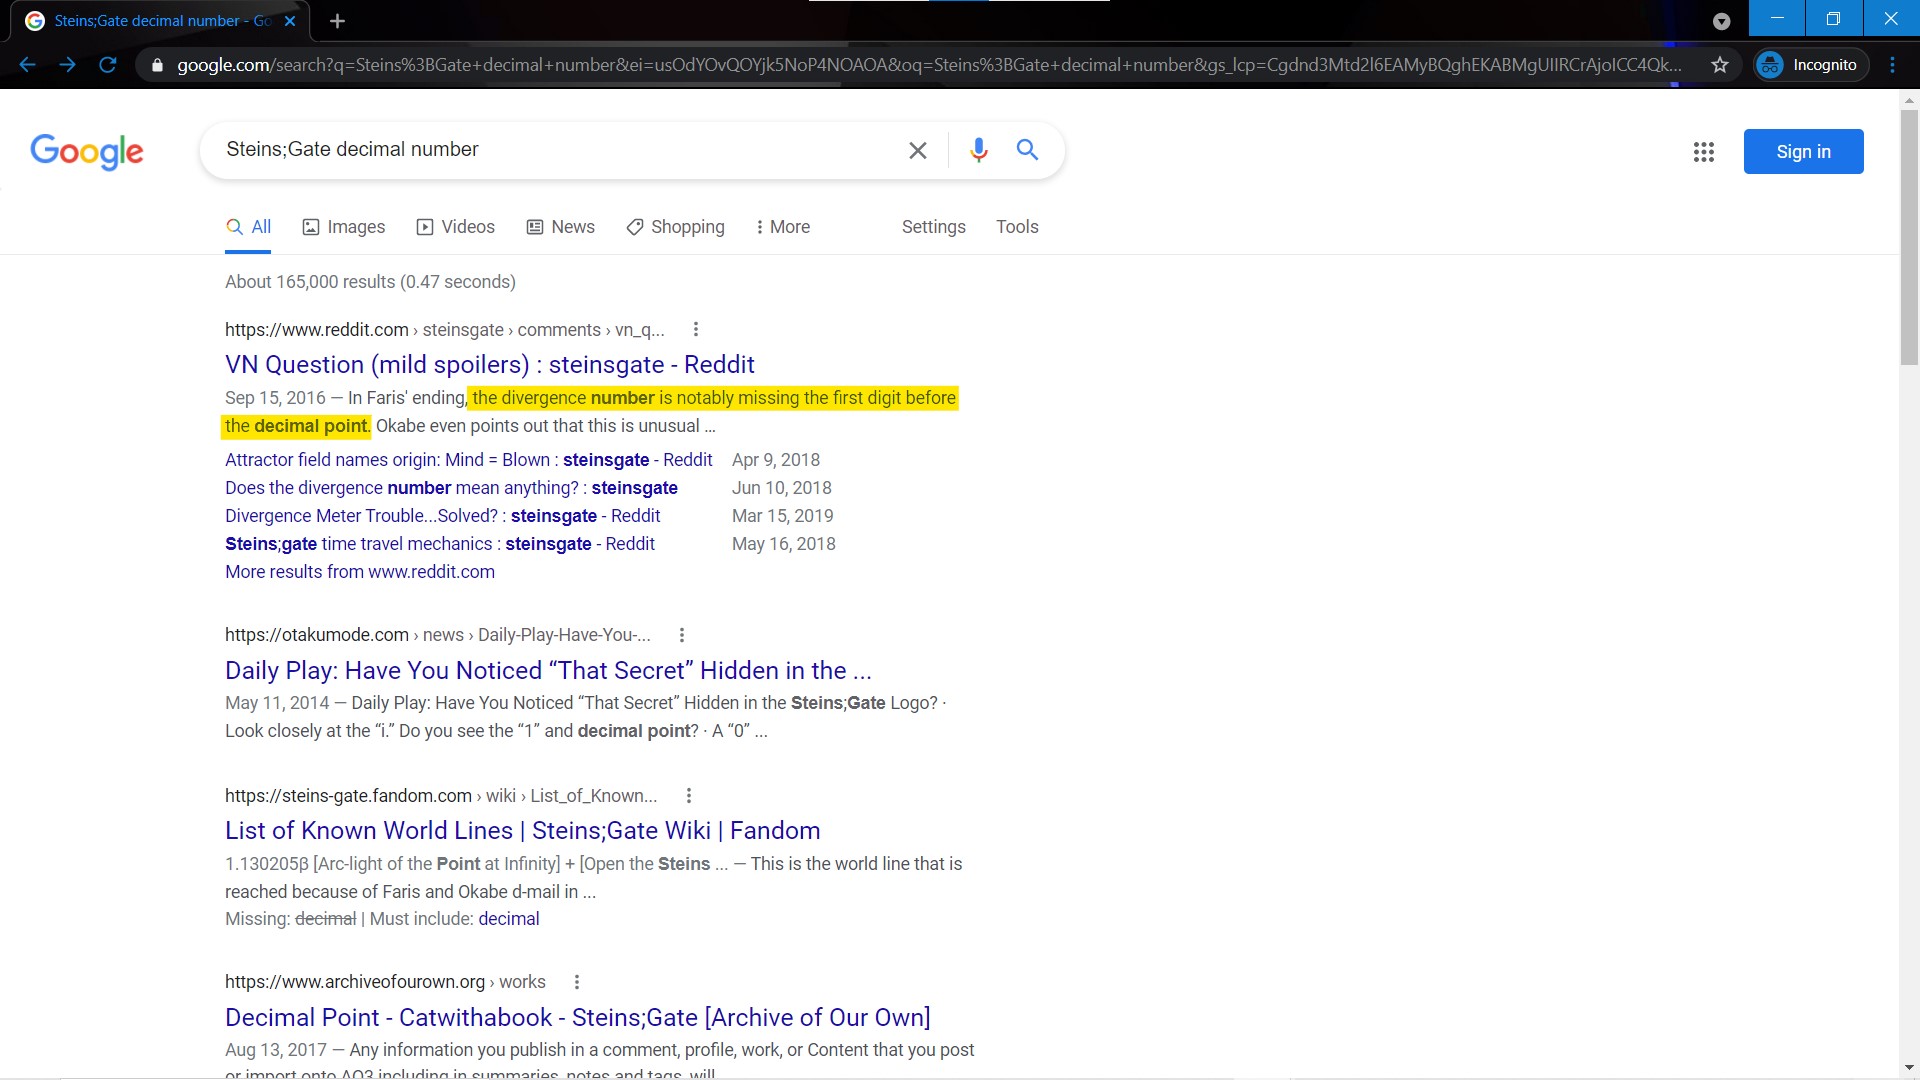 Steins;Gate decimal number - Go
google.com/search?q=Steins%3BGate+decimal+number&ei=usOdYOvQOYjk5NoP4NOAOA&oq=Steins%3BGate+decimal+number&gs_lcp=Cgdnd3Mtd2l6EAMyBQghEKABMgUIIRCrAjoICC4Qk...
Incognito
Google
Steins;Gate decimal number
Sign in
All Images Videos News Shopping More Settings Tools
About 165,000 results (0.47 seconds)
https://www.reddit.com › steinsgate › comments › vn_q...
VN Question (mild spoilers) : steinsgate - Reddit
Sep 15, 2016 — In Faris' ending, the divergence number is notably missing the first digit before
the decimal point. Okabe even points out that this is unusual ...
Attractor field names origin: Mind = Blown : steinsgate - Reddit Apr 9, 2018
Does the divergence number mean anything? : steinsgate Jun 10, 2018
Divergence Meter Trouble...Solved? : steinsgate - Reddit Mar 15, 2019
Steins;gate time travel mechanics : steinsgate - Reddit May 16, 2018
More results from www.reddit.com
https://otakumode.com › news › Daily-Play-Have-You-...
Daily Play: Have You Noticed “That Secret” Hidden in the ...
May 11, 2014 — Daily Play: Have You Noticed “That Secret” Hidden in the Steins;Gate Logo? ·
Look closely at the “i.” Do you see the “1” and decimal point? · A “0” ...
https://steins-gate.fandom.com › wiki › List_of_Known...
List of Known World Lines | Steins;Gate Wiki | Fandom
1.130205β [Arc-light of the Point at Infinity] + [Open the Steins ... — This is the world line that is
reached because of Faris and Okabe d-mail in ...
Missing: decimal | Must include: decimal
https://www.archiveofourown.org › works
Decimal Point - Catwithabook - Steins;Gate [Archive of Our Own]
Aug 13, 2017 — Any information you publish in a comment, profile, work, or Content that you post
or import onto AO3 including in summaries, notes and tags, will